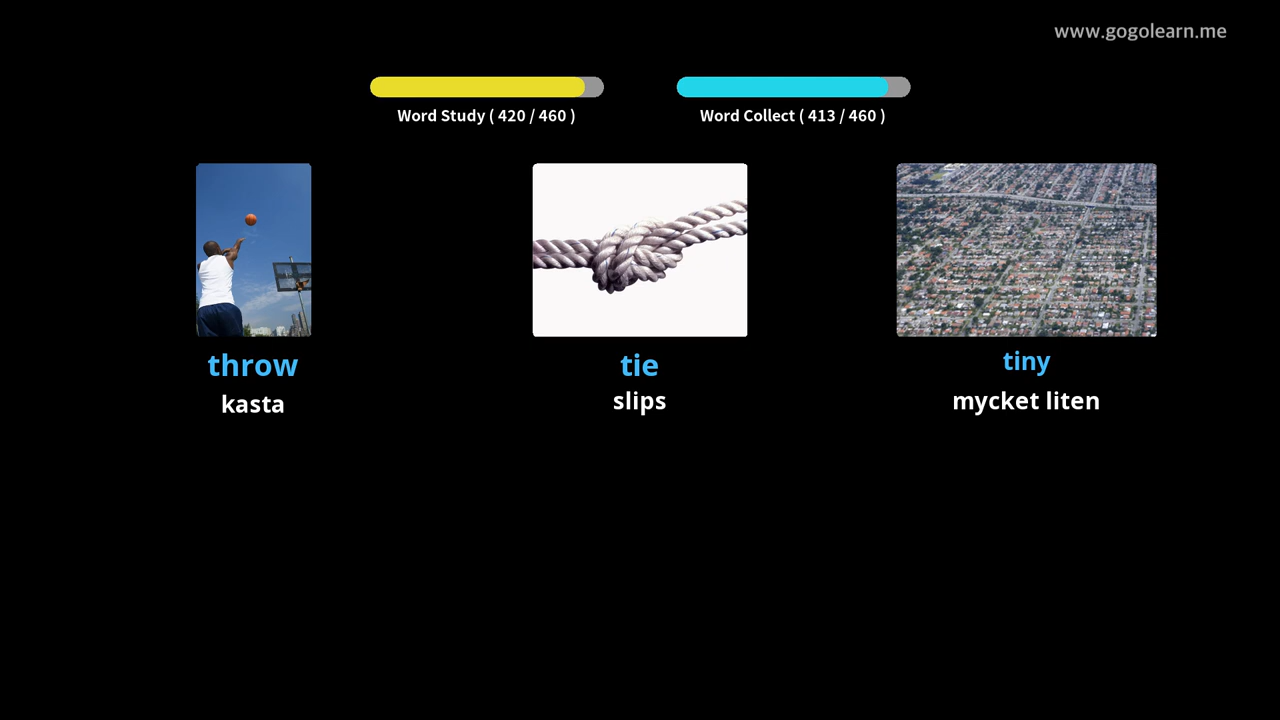 www.gogolearn.me
Word Study ( 420 / 460 )
Word Collect ( 413 / 460 )
throw
kasta
tie
slips
tiny
mycket liten